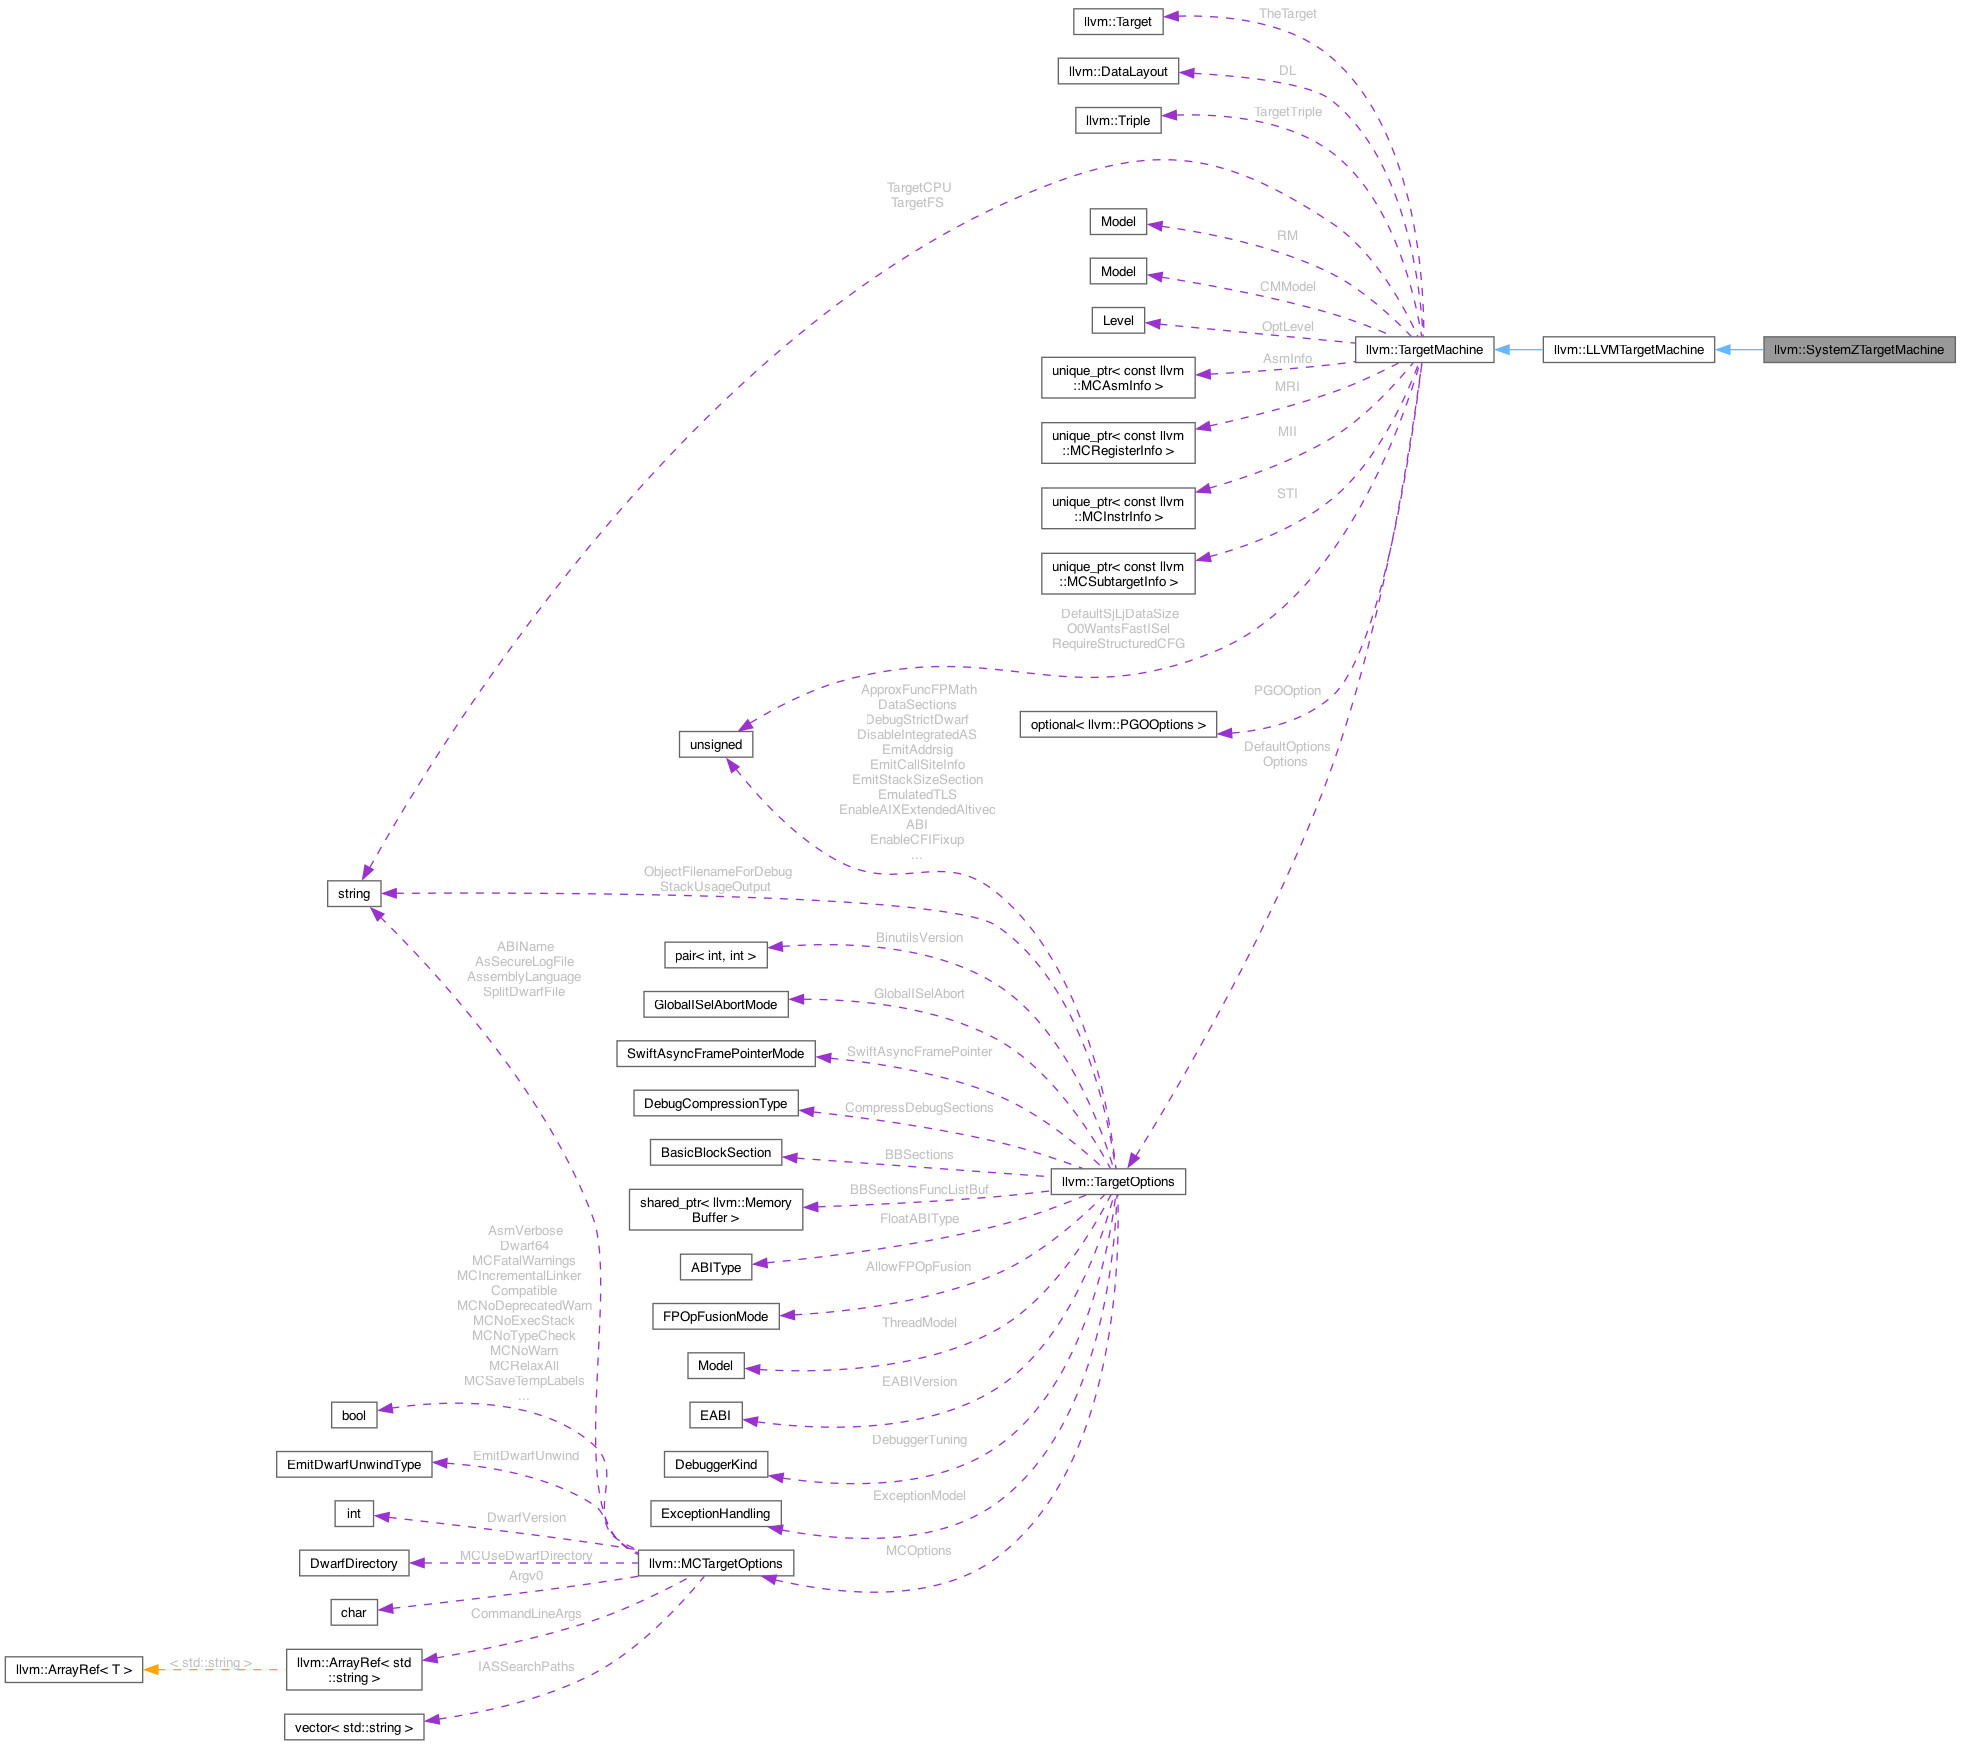 llvm::Target
TheTarget
llvm::DataLayout
DL
llvm::Triple
TargetTriple
TargetCPU
TargetFS
Model
RM
Model
CMModel
Level
OptLevel
llvm::TargetMachine
llvm::LLVMTargetMachine
llvm::SystemZTargetMachine
unique_ptr< const llvm
::MCAsmInfo >
AsmInfo
unique_ptr< const llvm
::MCRegisterInfo >
MRI
unique_ptr< const llvm
::MCInstrInfo >
MII
unique_ptr< const llvm
::MCSubtargetInfo >
STI
DefaultSjLjDataSize
O0WantsFastISel
RequireStructuredCFG
optional< llvm::PGOOptions >
PGOOption
DefaultOptions
Options
unsigned
ApproxFuncFPMath
DataSections
DebugStrictDwarf
DisableIntegratedAS
EmitAddrsig
EmitCallSiteInfo
EmitStackSizeSection
EmulatedTLS
EnableAIXExtendedAltivec
ABI
EnableCFIFixup
...
string
ObjectFilenameForDebug
StackUsageOutput
ABIName
AsSecureLogFile
AssemblyLanguage
SplitDwarfFile
pair< int, int >
BinutilsVersion
GlobalISelAbortMode
GlobalISelAbort
SwiftAsyncFramePointerMode
SwiftAsyncFramePointer
DebugCompressionType
CompressDebugSections
BasicBlockSection
BBSections
llvm::TargetOptions
shared_ptr< llvm::Memory
Buffer >
BBSectionsFuncListBuf
ABIType
FloatABIType
FPOpFusionMode
AllowFPOpFusion
Model
ThreadModel
EABI
EABIVersion
DebuggerKind
DebuggerTuning
ExceptionHandling
ExceptionModel
MCOptions
AsmVerbose
Dwarf64
MCFatalWarnings
MCIncrementalLinker
Compatible
MCNoDeprecatedWarn
MCNoExecStack
MCNoTypeCheck
MCNoWarn
MCRelaxAll
MCSaveTempLabels
...
bool
EmitDwarfUnwindType
EmitDwarfUnwind
int
DwarfVersion
DwarfDirectory
MCUseDwarfDirectory
llvm::MCTargetOptions
char
Argv0
llvm::ArrayRef< T >
< std::string >
llvm::ArrayRef< std
::string >
CommandLineArgs
vector< std::string >
IASSearchPaths